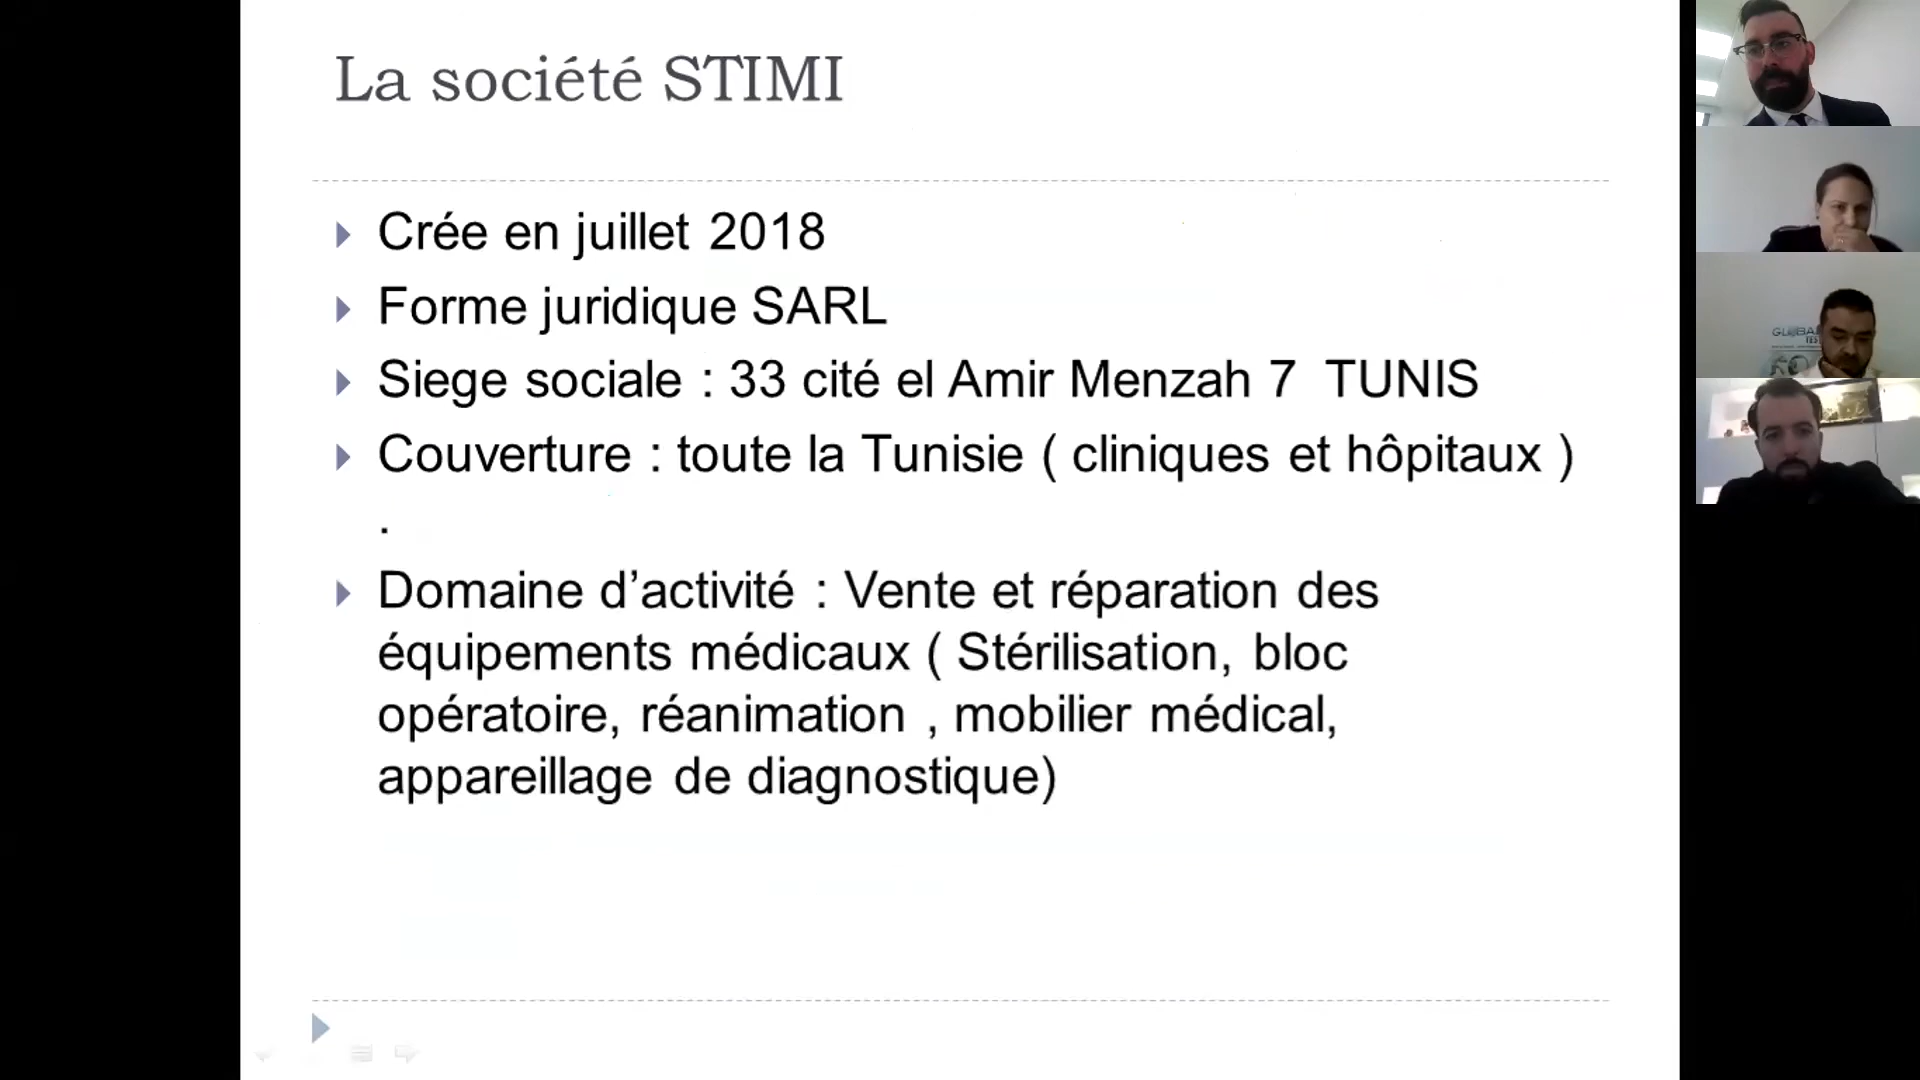 La société STIMI
Crée en juillet 2018
Forme juridique SARL
Siege sociale : 33 cité el Amir Menzah 7 TUNIS
Couverture : toute la Tunisie ( cliniques et hôpitaux )
.
Domaine d’activité : Vente et réparation des
équipements médicaux ( Stérilisation, bloc
opératoire, réanimation , mobilier médical,
appareillage de diagnostique)